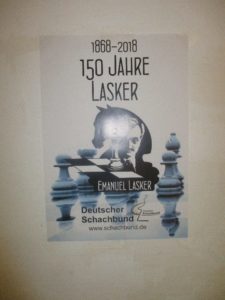 1868-2018
150 JAHRE
LASKER
EMANUEL LASKER
Deutscher
Schachbund
www.schachbund.de